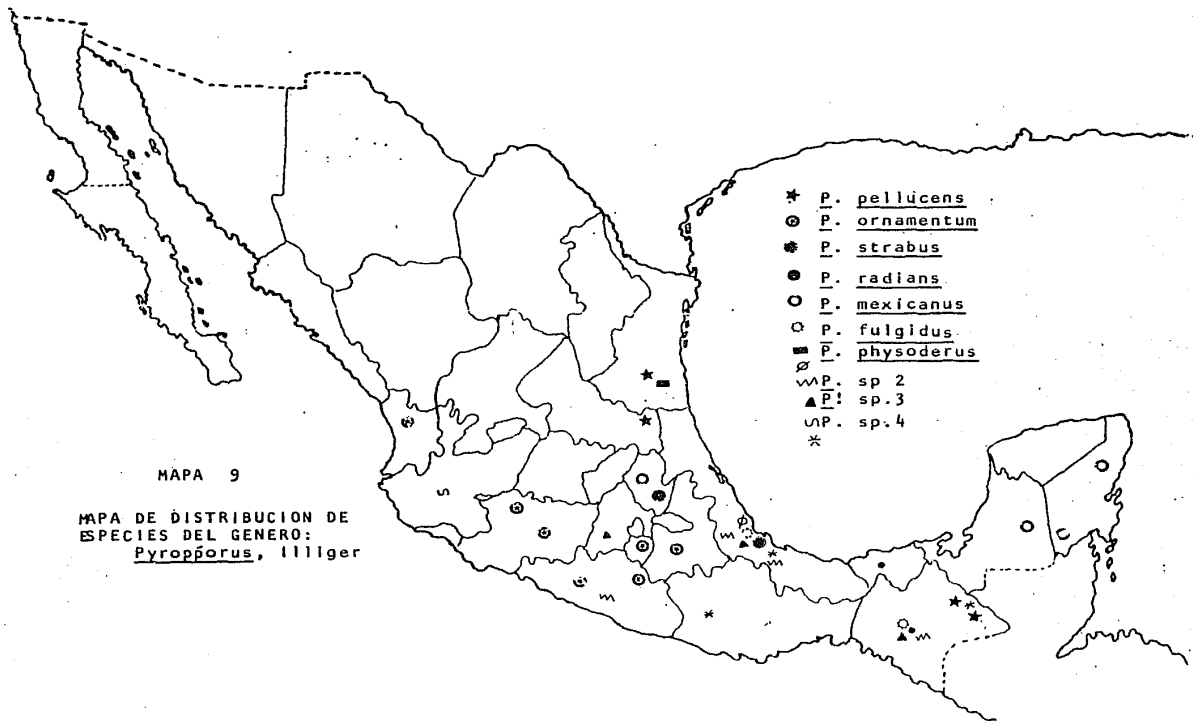 P. pellucens
P. ornamentum
P. strabus
P. radians
P. mexicanus
P. fulgidus
P. physoderus
P. sp 2
P! sp.3
P. sp.4
MAPA 9
MAPA DE DISTRIBUCION DE
ESPECIES DEL GENERO:
Pyropporus, Illiger